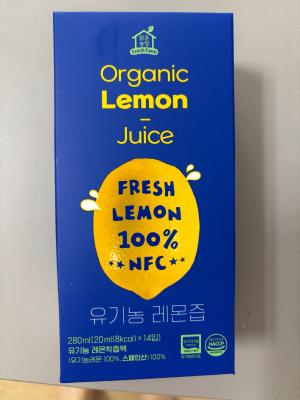 Fresh Farm
Organic
Lemon
Juice
FRESH
LEMON
100%
NFC
유기농 레몬즙
280ml[20ml(8kcal)×14입]
유기농 레몬착즙액
(유기농레몬 100%, 스페인산) 100%
HACCP